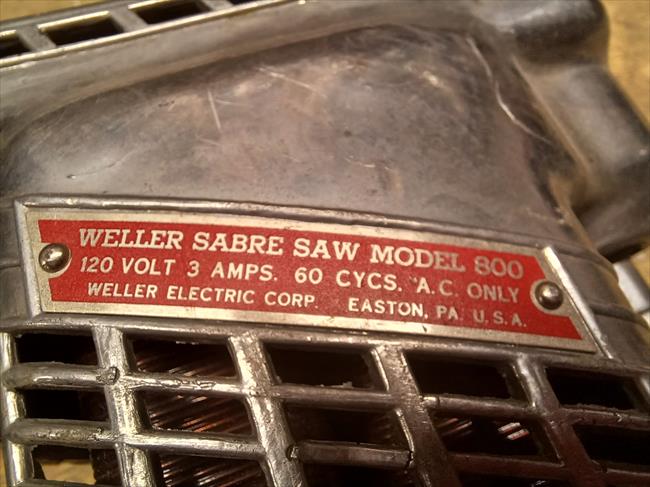 WELLER SABRE SAW MODEL 800
120 VOLT 3 AMPS. 60 CYCS. A.C. ONLY
WELLER ELECTRIC CORP. EASTON, PA. U.S.A.